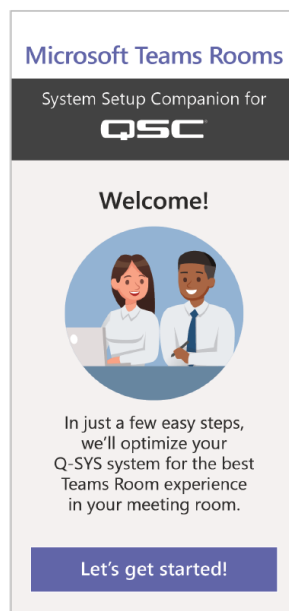 Microsoft Teams Rooms
System Setup Companion for
QSC
Welcome!
In just a few easy steps,
we'll optimize your
Q-SYS system for the best
Teams Room experience
in your meeting room.
Let's get started!